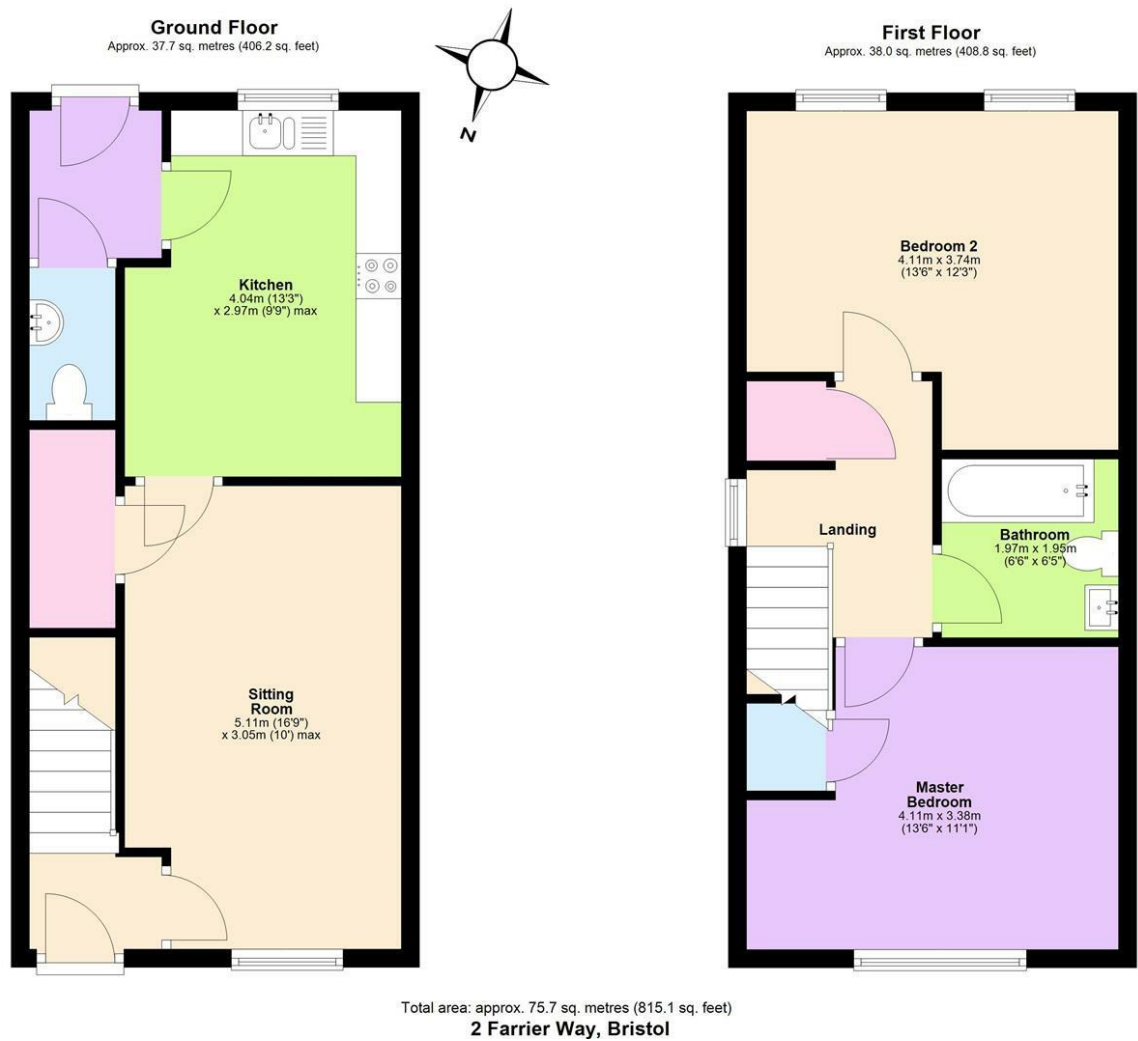 Ground Floor
Approx. 37.7 sq. metres (406.2 sq. feet)
N
First Floor
Approx. 38.0 sq. metres (408.8 sq. feet)
Kitchen
4.04m (13'3")
x 2.97m (9'9") max
Sitting
Room
5.11m (16'9")
x 3.05m (10') max
Bedroom 2
4.11m x 3.74m
(13'6" x 12'3")
Landing
Bathroom
1.97m x 1.95m
(6'6" x 6'5")
Master
Bedroom
4.11m x 3.38m
(13'6" x 11'1")
Total area: approx. 75.7 sq. metres (815.1 sq. feet)
2 Farrier Way, Bristol